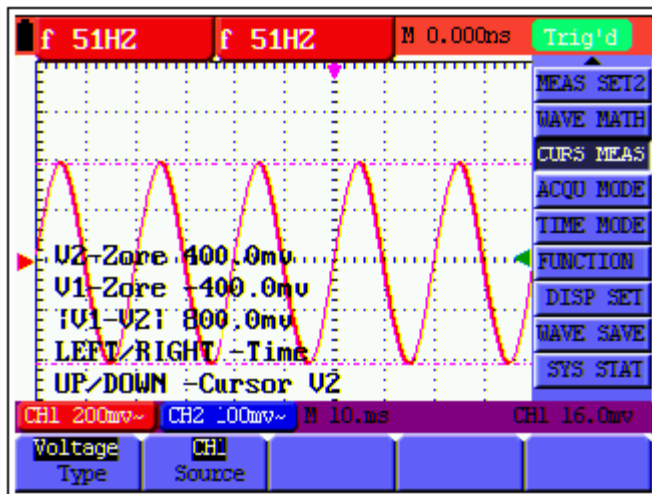 f 51HZ f 51HZ M 0.000ns Trig'd
MEAS SET2
WAVE MATH
CURS MEAS
ACQU MODE
TIME MODE
FUNCTION
DISP SET
WAVE SAVE
SYS STAT
V2-Zore 400.0mv
V1-Zore -400.0mv
|V1-V2| 800.0mv
LEFT/RIGHT -Time
UP/DOWN -Cursor V2
CH1 200mv~ CH2 100mv~ M 10.ms CH1 16.0mv
Voltage CH1
Type Source